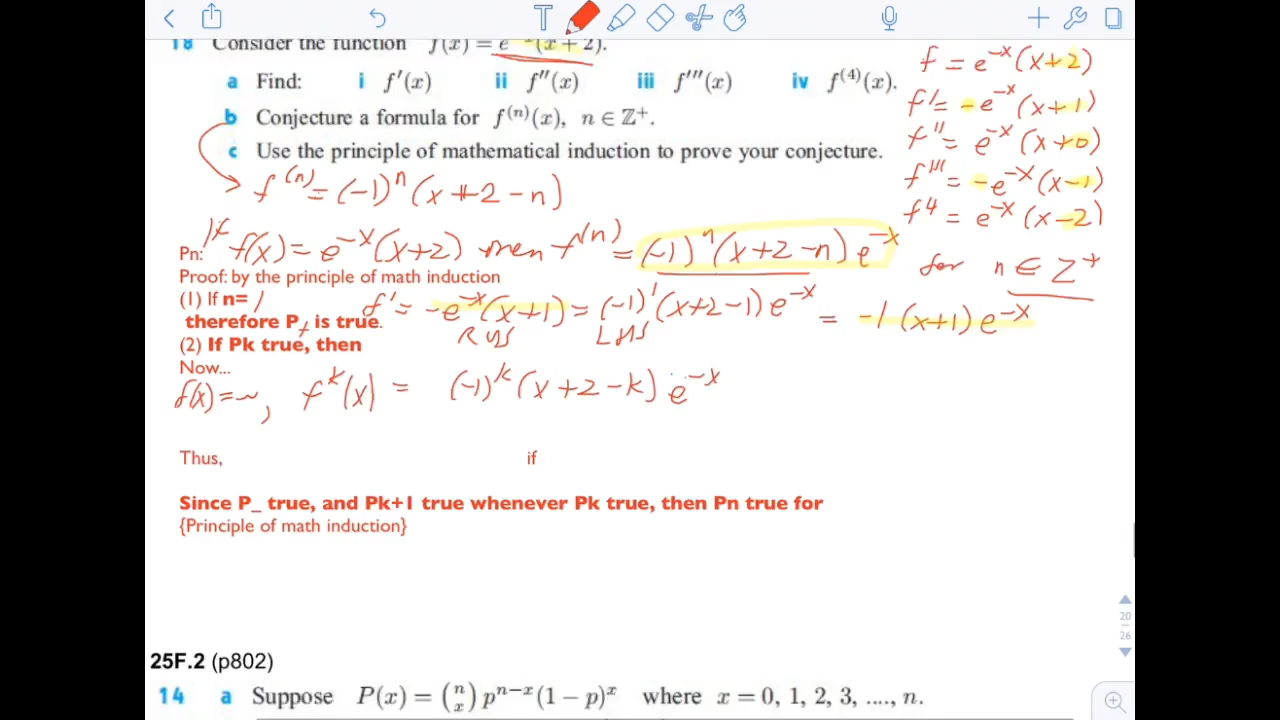 18 Consider the function f(x) = e⁻ˣ(x + 2).
a Find: i f′(x) ii f″(x) iii f‴(x) iv f⁽⁴⁾(x).
b Conjecture a formula for f⁽ⁿ⁾(x), n ∈ ℤ⁺.
c Use the principle of mathematical induction to prove your conjecture.
f = e⁻ˣ(x+2)
f′ = -e⁻ˣ(x+1)
f″ = e⁻ˣ(x+0)
f‴ = -e⁻ˣ(x-1)
f4 = e⁻ˣ(x-2)
f⁽ⁿ⁾ = (-1)ⁿ(x+2-n)
Pn: If f(x) = e⁻ˣ(x+2) then f⁽ⁿ⁾ = (-1)ⁿ(x+2-n)e⁻ˣ for n ∈ Z⁺
Proof: by the principle of math induction
(1) If n= 1 f′ = -e⁻ˣ(x+1) = (-1)¹(x+2-1)e⁻ˣ = -1(x+1)e⁻ˣ
therefore P₁ is true. RHS LHS
(2) If Pk true, then
Now...
f(x) = ~, fᵏ(x) = (-1)ᵏ(x+2-k)e⁻ˣ
Thus, if
Since P_ true, and Pk+1 true whenever Pk true, then Pn true for
{Principle of math induction}
20
26
25F.2 (p802)
14 a Suppose P(x) = (ⁿₓ) pⁿ⁻ˣ(1 − p)ˣ where x = 0, 1, 2, 3, ...., n.